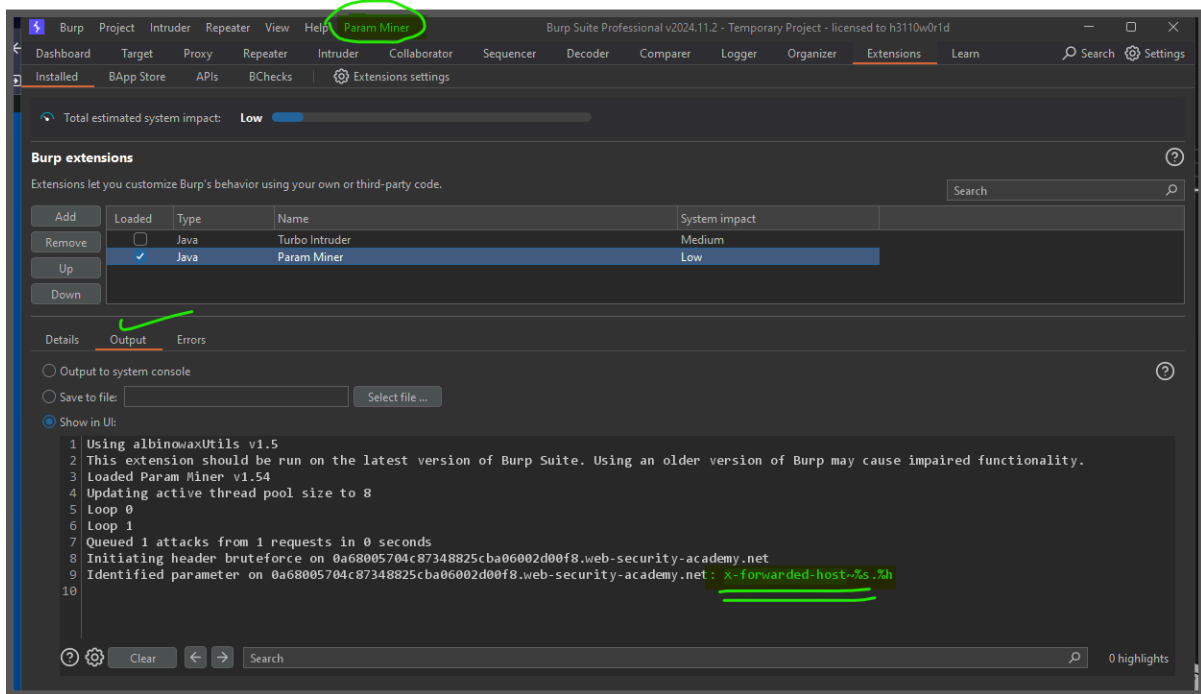 Burp Project Intruder Repeater View Help Param Miner Burp Suite Professional v2024.11.2 - Temporary Project - licensed to h3110w0r1d
Dashboard Target Proxy Repeater Intruder Collaborator Sequencer Decoder Comparer Logger Organizer Extensions Learn Search Settings
Installed BApp Store APIs BChecks Extensions settings
Total estimated system impact: Low
Burp extensions
Extensions let you customize Burp's behavior using your own or third-party code.
Search
Add Loaded Type Name System impact
Remove Java Turbo Intruder Medium
Java Param Miner Low
Up
Down
Details Output Errors
Output to system console
Save to file: Select file ...
Show in UI:
1 Using albinowaxUtils v1.5
2 This extension should be run on the latest version of Burp Suite. Using an older version of Burp may cause impaired functionality.
3 Loaded Param Miner v1.54
4 Updating active thread pool size to 8
5 Loop 0
6 Loop 1
7 Queued 1 attacks from 1 requests in 0 seconds
8 Initiating header bruteforce on 0a68005704c87348825cba06002d00f8.web-security-academy.net
9 Identified parameter on 0a68005704c87348825cba06002d00f8.web-security-academy.net: x-forwarded-host~%s.%h
10
Clear Search 0 highlights